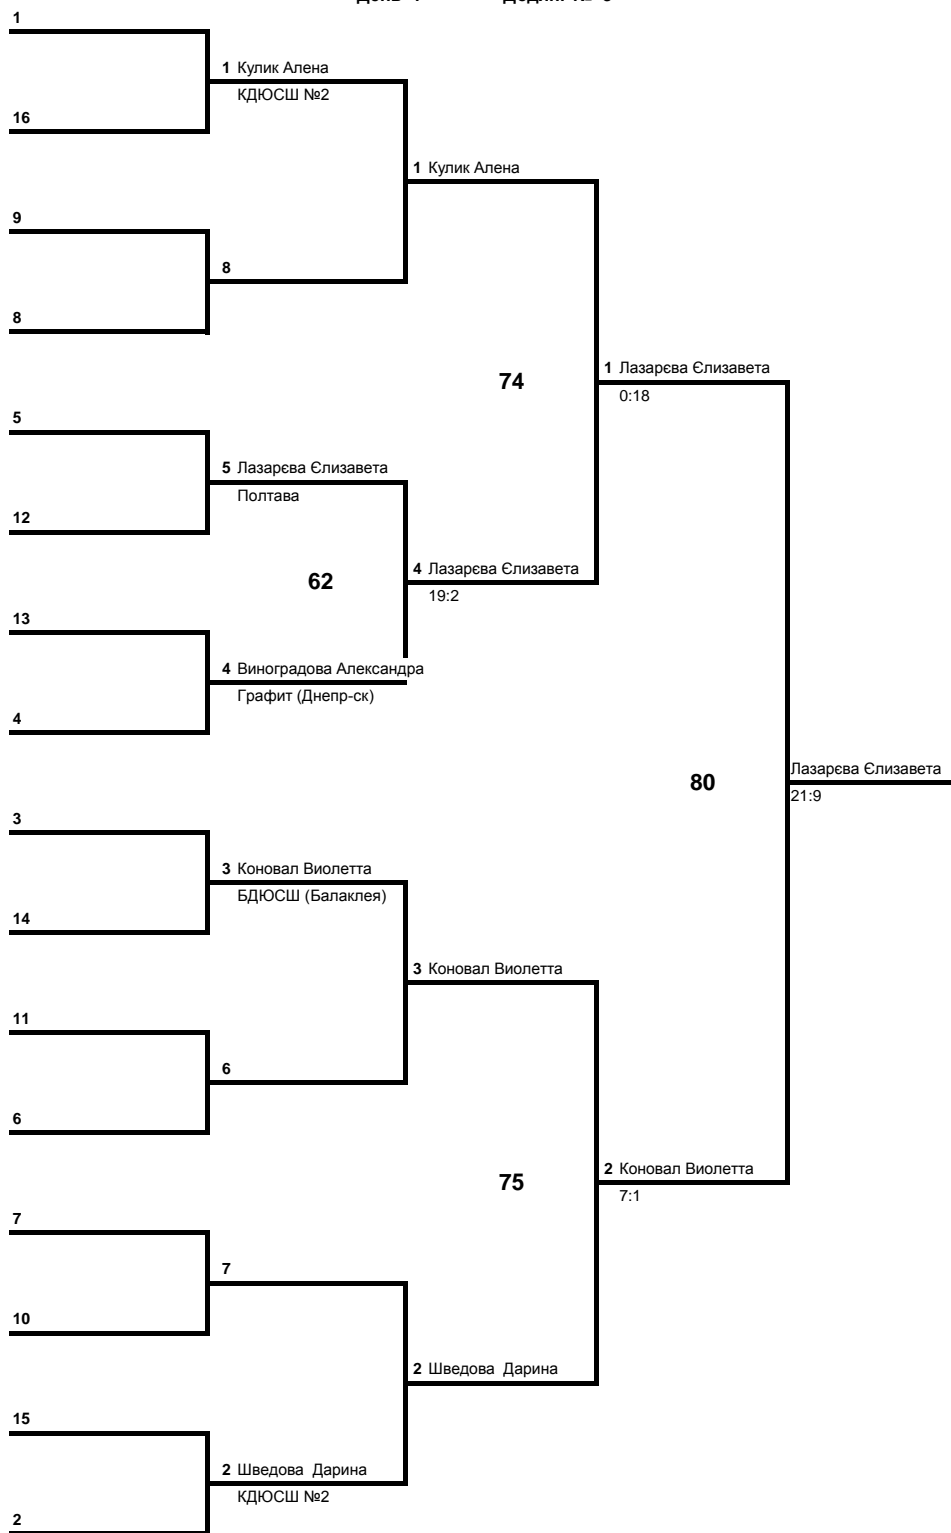 1
1 Кулик Алена
КДЮСШ №2
16
1 Кулик Алена
9
8
8
74
1 Лазарєва Єлизавета
0:18
5
5 Лазарєва Єлизавета
Полтава
12
62
4 Лазарєва Єлизавета
19:2
13
4 Виноградова Александра
Графит (Днепр-ск)
4
80
Лазарєва Єлизавета
21:9
3
3 Коновал Виолетта
БДЮСШ (Балаклея)
14
3 Коновал Виолетта
11
6
6
75
2 Коновал Виолетта
7:1
7
7
10
2 Шведова Дарина
15
2 Шведова Дарина
КДЮСШ №2
2